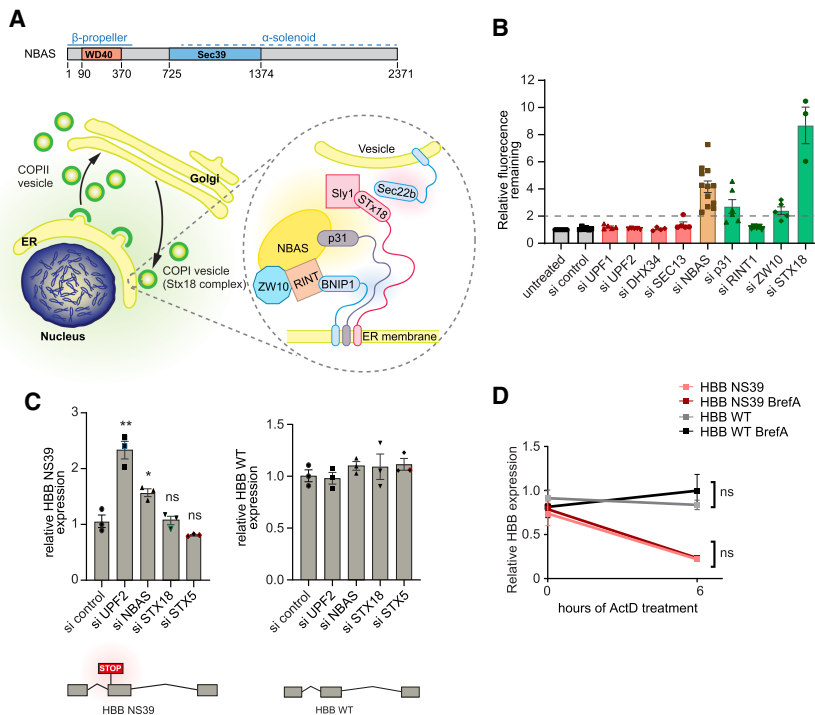 A
β-propeller
α-solenoid
NBAS
WD40
Sec39
1 90 370 725 1374 2371
COPII
vesicle
Golgi
ER
COPI vesicle
(Stx18 complex)
Nucleus
Vesicle
Sly1
STx18
Sec22b
NBAS
p31
ZW10
RINT
BNIP1
ER membrane
B
Relative fluorescence
remaining
12
10
8
6
4
2
0
untreated
si control
si UPF1
si UPF2
si DHX34
si SEC13
si NBAS
si p31
si RINT1
si ZW10
si STX18
C
relative HBB NS39
expression
3
2
1
0
**
*
ns
ns
si control
si UPF2
si NBAS
si STX18
si STX5
STOP
HBB NS39
relative HBB WT
expression
1.5
1.0
0.5
0
si control
si UPF2
si NBAS
si STX18
si STX5
HBB WT
D
HBB NS39
HBB NS39 BrefA
HBB WT
HBB WT BrefA
Relative HBB expression
1.5
1.0
0.5
0
ns
ns
0 6
hours of ActD treatment